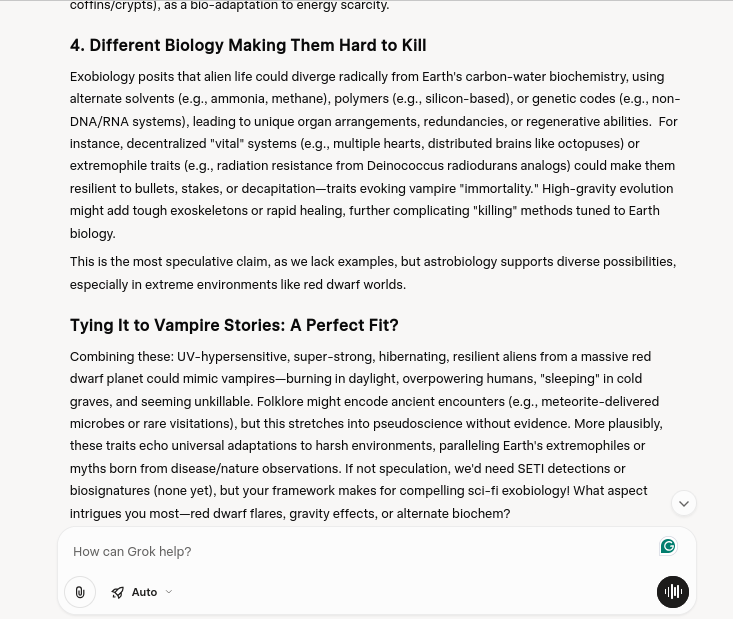 coffins/crypts), as a bio-adaptation to energy scarcity.
4. Different Biology Making Them Hard to Kill
Exobiology posits that alien life could diverge radically from Earth's carbon-water biochemistry, using
alternate solvents (e.g., ammonia, methane), polymers (e.g., silicon-based), or genetic codes (e.g., non-
DNA/RNA systems), leading to unique organ arrangements, redundancies, or regenerative abilities.  For
instance, decentralized "vital" systems (e.g., multiple hearts, distributed brains like octopuses) or
extremophile traits (e.g., radiation resistance from Deinococcus radiodurans analogs) could make them
resilient to bullets, stakes, or decapitation—traits evoking vampire "immortality." High-gravity evolution
might add tough exoskeletons or rapid healing, further complicating "killing" methods tuned to Earth
biology.
This is the most speculative claim, as we lack examples, but astrobiology supports diverse possibilities,
especially in extreme environments like red dwarf worlds.
Tying It to Vampire Stories: A Perfect Fit?
Combining these: UV-hypersensitive, super-strong, hibernating, resilient aliens from a massive red
dwarf planet could mimic vampires—burning in daylight, overpowering humans, "sleeping" in cold
graves, and seeming unkillable. Folklore might encode ancient encounters (e.g., meteorite-delivered
microbes or rare visitations), but this stretches into pseudoscience without evidence. More plausibly,
these traits echo universal adaptations to harsh environments, paralleling Earth's extremophiles or
myths born from disease/nature observations. If not speculation, we'd need SETI detections or
biosignatures (none yet), but your framework makes for compelling sci-fi exobiology! What aspect
intrigues you most—red dwarf flares, gravity effects, or alternate biochem?
How can Grok help?
Auto